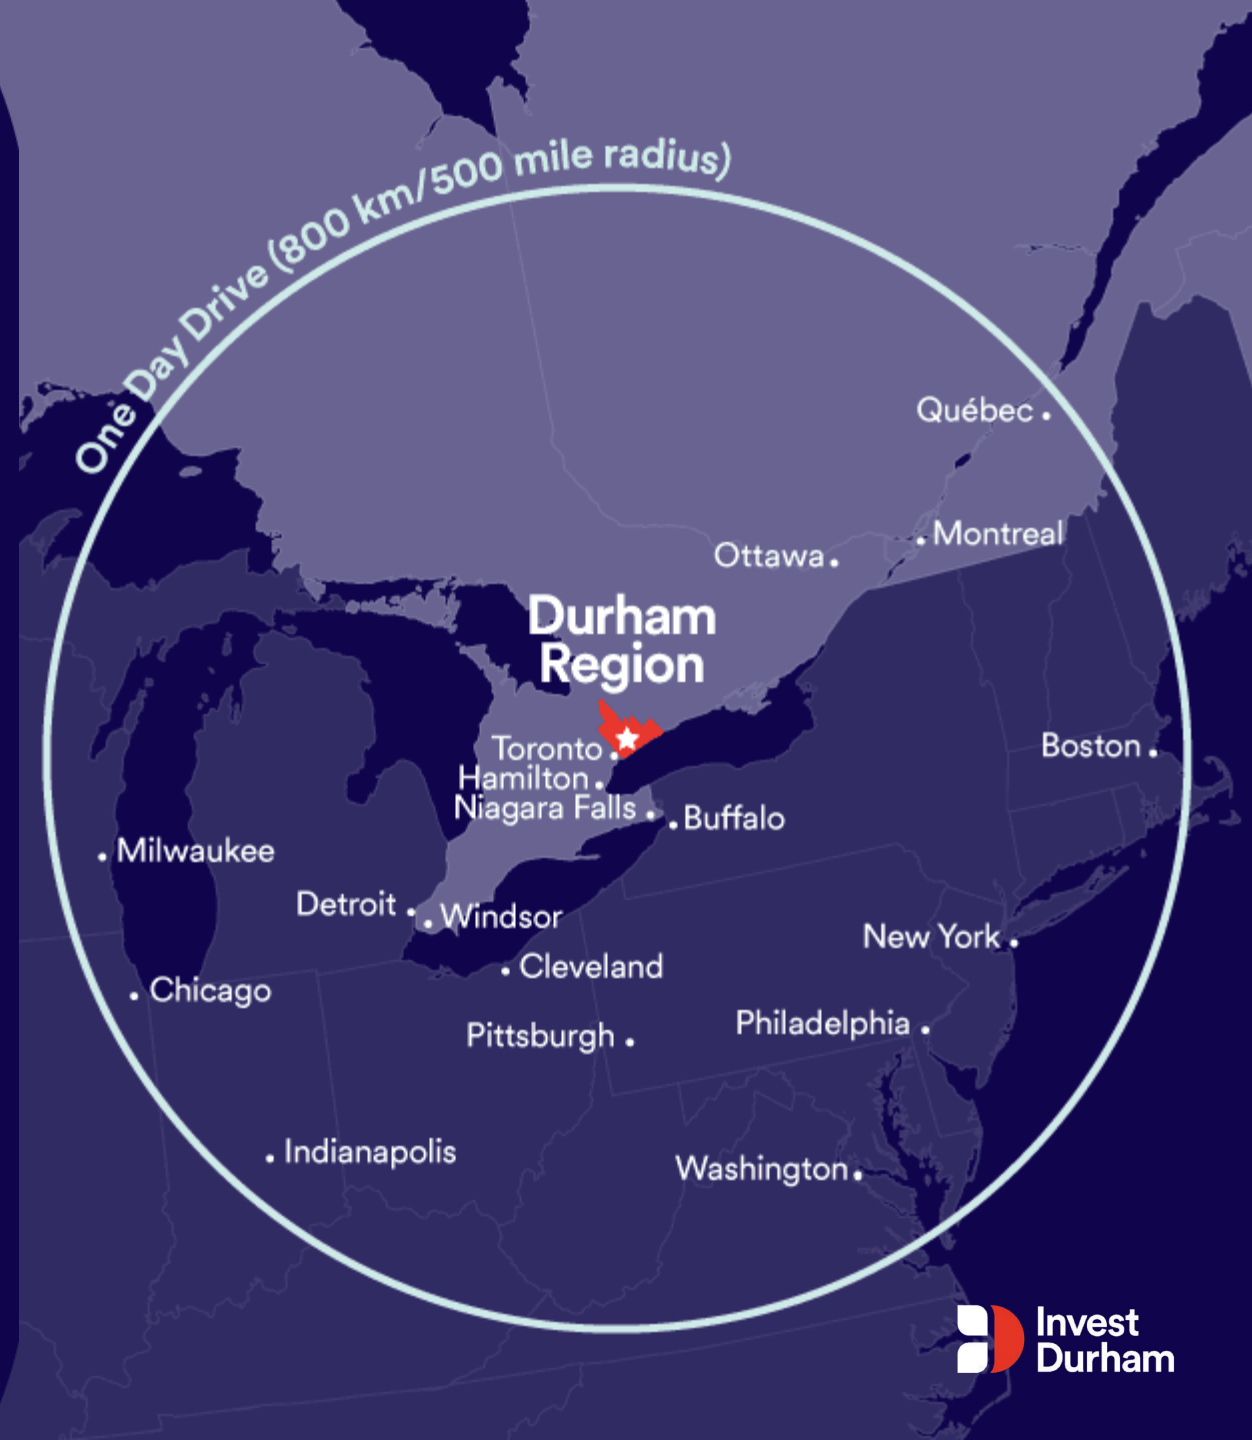 One Day Drive (800 km/500 mile radius)
Québec
Montreal
Ottawa
Durham
Region
Toronto
Boston
Hamilton
Niagara Falls
Buffalo
Milwaukee
Detroit
Windsor
New York
Cleveland
Chicago
Philadelphia
Pittsburgh
Indianapolis
Washington
Invest
Durham